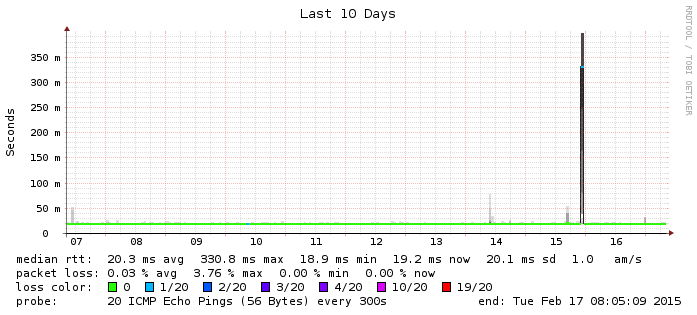 Last 10 Days
RRDTOOL / TOBI OETIKER
Seconds
350 m
300 m
250 m
200 m
150 m
100 m
50 m
0
07 08 09 10 11 12 13 14 15 16
median rtt: 20.3 ms avg 330.8 ms max 18.9 ms min 19.2 ms now 20.1 ms sd 1.0 am/s
packet loss: 0.03 % avg 3.76 % max 0.00 % min 0.00 % now
loss color: 0 1/20 2/20 3/20 4/20 10/20 19/20
probe: 20 ICMP Echo Pings (56 Bytes) every 300s end: Tue Feb 17 08:05:09 2015